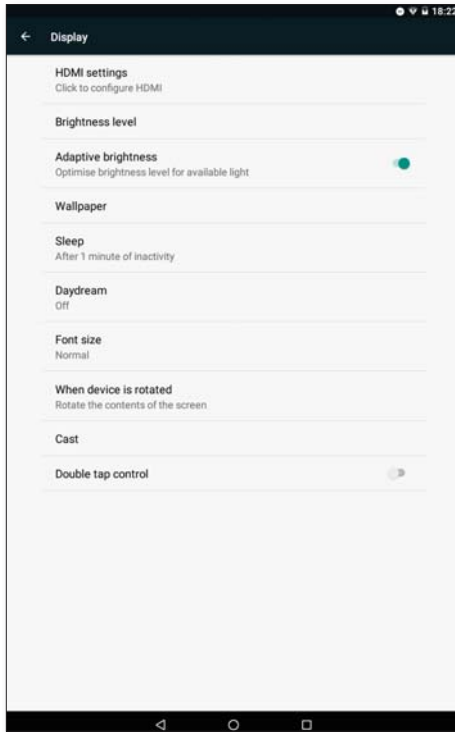 18:22
Display
HDMI settings
Click to configure HDMI
Brightness level
Adaptive brightness
Optimise brightness level for available light
Wallpaper
Sleep
After 1 minute of inactivity
Daydream
Off
Font size
Normal
When device is rotated
Rotate the contents of the screen
Cast
Double tap control